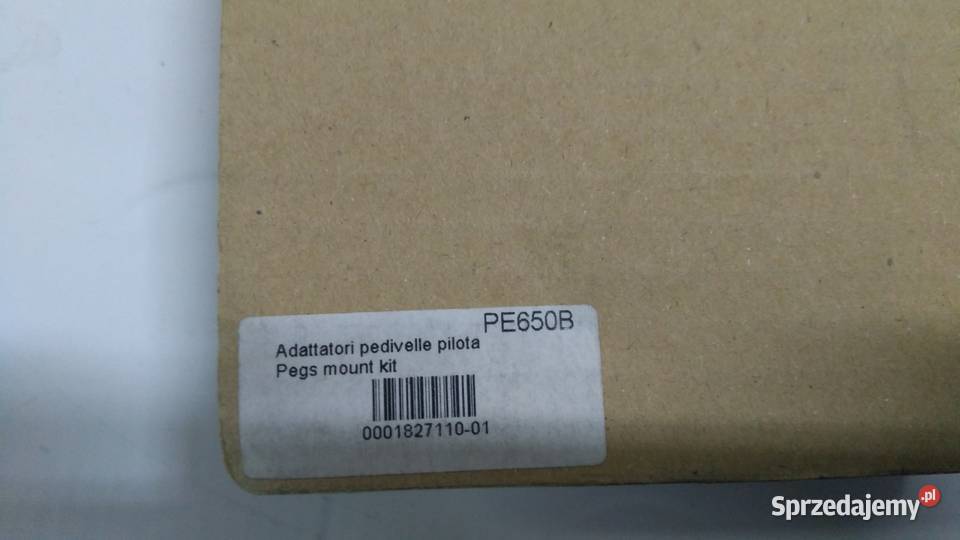 PE650B
Adattatori pedivelle pilota
Pegs mount kit
0001827110-01
Sprzedajemy.pl